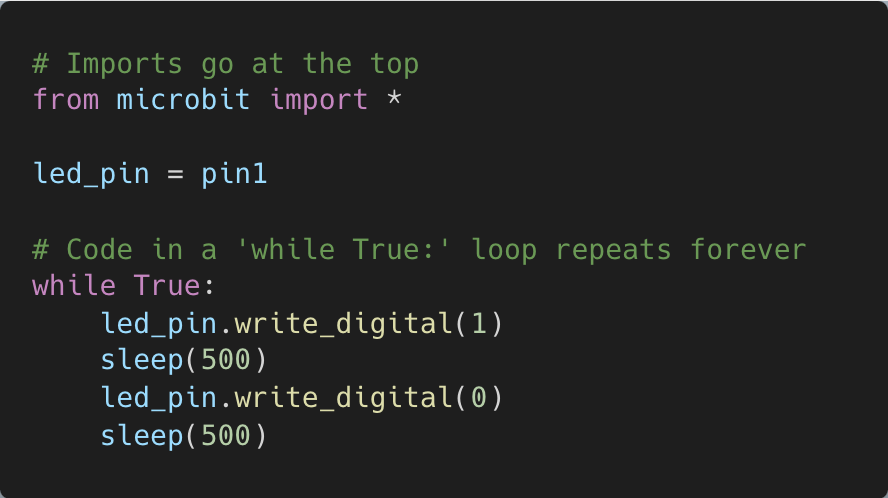 # Imports go at the top
from microbit import *
led_pin = pin1
# Code in a 'while True:' loop repeats forever
while True:
    led_pin.write_digital(1)
    sleep(500)
    led_pin.write_digital(0)
    sleep(500)